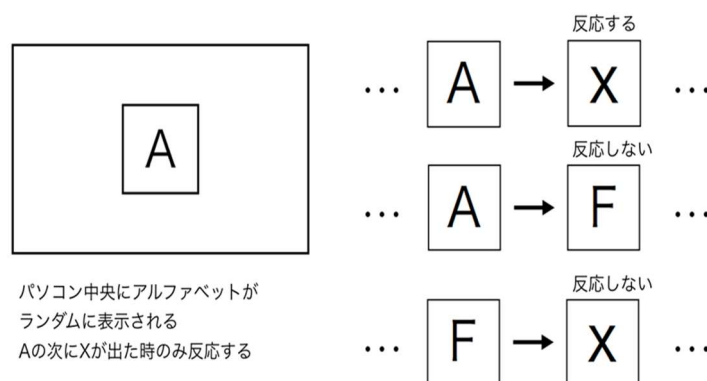 A
パソコン中央にアルファベットが
ランダムに表示される
Aの次にXが出た時のみ反応する
反応する
… A → X …
反応しない
… A → F …
反応しない
… F → X …